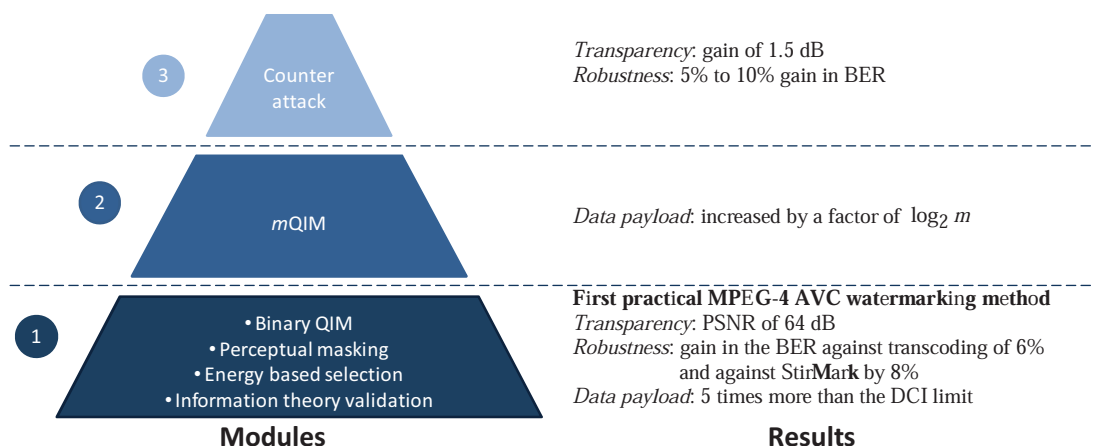 3
Counter
attack
Transparency: gain of 1.5 dB
Robustness: 5% to 10% gain in BER
2
mQIM
Data payload: increased by a factor of log₂ m
1
• Binary QIM
• Perceptual masking
• Energy based selection
• Information theory validation
First practical MPEG-4 AVC watermarking method
Transparency: PSNR of 64 dB
Robustness: gain in the BER against transcoding of 6%
and against StirMark by 8%
Data payload: 5 times more than the DCI limit
Modules
Results